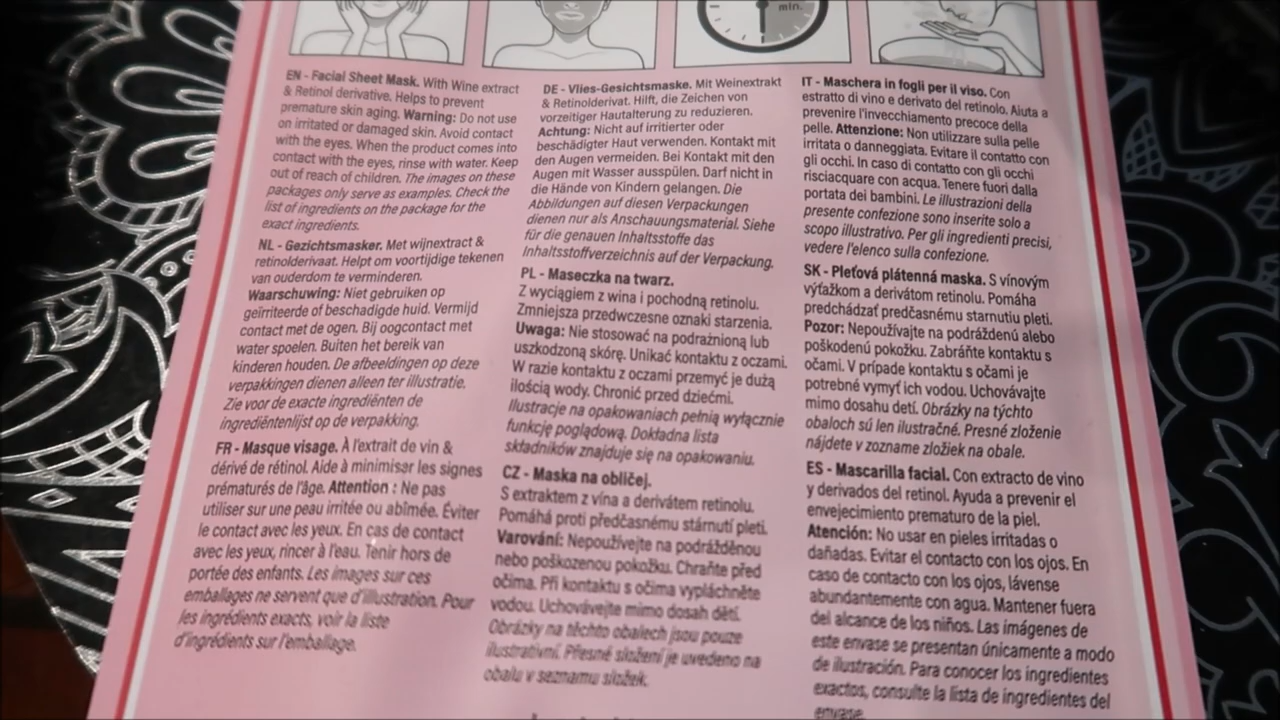 min.
EN - Facial Sheet Mask. With Wine extract
& Retinol derivative. Helps to prevent
premature skin aging. Warning: Do not use
on irritated or damaged skin. Avoid contact
with the eyes. When the product comes into
contact with the eyes, rinse with water. Keep
out of reach of children. The images on these
packages only serve as examples. Check the
list of ingredients on the package for the
exact ingredients.
NL - Gezichtsmasker. Met wijnextract &
retinolderivaat. Helpt om voortijdige tekenen
van ouderdom te verminderen.
Waarschuwing: Niet gebruiken op
geïrriteerde of beschadigde huid. Vermijd
contact met de ogen. Bij oogcontact met
water spoelen. Buiten het bereik van
kinderen houden. De afbeeldingen op deze
verpakkingen dienen alleen ter illustratie.
Zie voor de exacte ingrediënten de
ingrediëntenlijst op de verpakking.
FR - Masque visage. À l'extrait de vin &
dérivé de rétinol. Aide à minimiser les signes
prématurés de l'âge. Attention : Ne pas
utiliser sur une peau irritée ou abîmée. Éviter
le contact avec les yeux. En cas de contact
avec les yeux, rincer à l'eau. Tenir hors de
portée des enfants. Les images sur ces
emballages ne servent que d'illustration. Pour
les ingrédients exacts, voir la liste
d'ingrédients sur l'emballage.
DE - Vlies-Gesichtsmaske. Mit Weinextrakt
& Retinolderivat. Hilft, die Zeichen von
vorzeitiger Hautalterung zu reduzieren.
Achtung: Nicht auf irritierter oder
beschädigter Haut verwenden. Kontakt mit
den Augen vermeiden. Bei Kontakt mit den
Augen mit Wasser ausspülen. Darf nicht in
die Hände von Kindern gelangen. Die
Abbildungen auf diesen Verpackungen
dienen nur als Anschauungsmaterial. Siehe
für die genauen Inhaltsstoffe das
Inhaltsstoffverzeichnis auf der Verpackung.
PL - Maseczka na twarz.
Z wyciągiem z wina i pochodną retinolu.
Zmniejsza przedwczesne oznaki starzenia.
Uwaga: Nie stosować na podrażnioną lub
uszkodzoną skórę. Unikać kontaktu z oczami.
W razie kontaktu z oczami przemyć je dużą
ilością wody. Chronić przed dziećmi.
Ilustracje na opakowaniach pełnią wyłącznie
funkcję poglądową. Dokładna lista
składników znajduje się na opakowaniu.
CZ - Maska na obličej.
S extraktem z vína a derivátem retinolu.
Pomáhá proti předčasnému stárnutí pleti.
Varování: Nepoužívejte na podrážděnou
nebo poškozenou pokožku. Chraňte před
očima. Při kontaktu s očima vypláchněte
vodou. Uchovávejte mimo dosah dětí.
Obrázky na těchto obalech jsou pouze
ilustrativní. Přesné složení je uvedeno na
obalu v seznamu složek.
IT - Maschera in fogli per il viso. Con
estratto di vino e derivato del retinolo. Aiuta a
prevenire l'invecchiamento precoce della
pelle. Attenzione: Non utilizzare sulla pelle
irritata o danneggiata. Evitare il contatto con
gli occhi. In caso di contatto con gli occhi
risciacquare con acqua. Tenere fuori dalla
portata dei bambini. Le illustrazioni della
presente confezione sono inserite solo a
scopo illustrativo. Per gli ingredienti precisi,
vedere l'elenco sulla confezione.
SK - Pleťová plátenná maska. S vínovým
výťažkom a derivátom retinolu. Pomáha
predchádzať predčasnému starnutiu pleti.
Pozor: Nepoužívajte na podráždenú alebo
poškodenú pokožku. Zabráňte kontaktu s
očami. V prípade kontaktu s očami je
potrebné vymyť ich vodou. Uchovávajte
mimo dosahu detí. Obrázky na týchto
obaloch sú len ilustračné. Presné zloženie
nájdete v zozname zložiek na obale.
ES - Mascarilla facial. Con extracto de vino
y derivados del retinol. Ayuda a prevenir el
envejecimiento prematuro de la piel.
Atención: No usar en pieles irritadas o
dañadas. Evitar el contacto con los ojos. En
caso de contacto con los ojos, lávense
abundantemente con agua. Mantener fuera
del alcance de los niños. Las imágenes de
este envase se presentan únicamente a modo
de ilustración. Para conocer los ingredientes
exactos, consulte la lista de ingredientes del
envase.